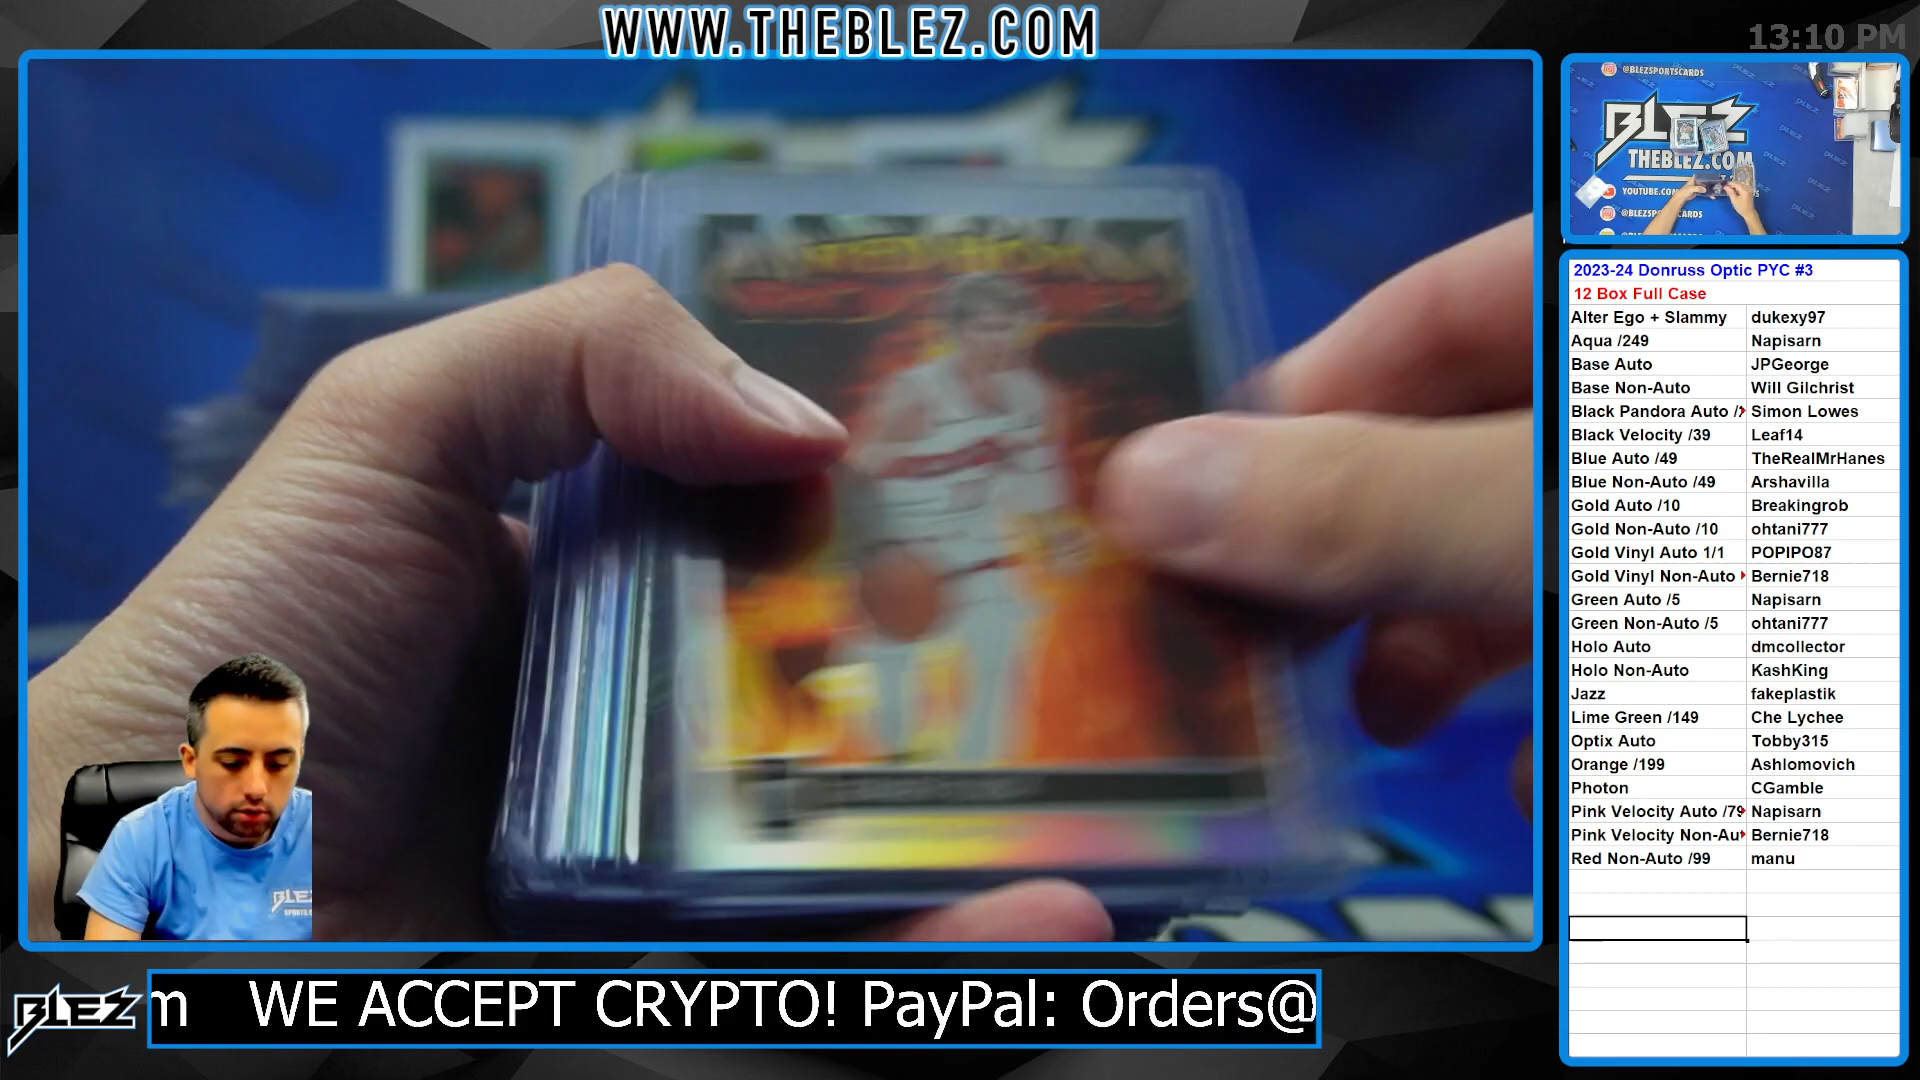 WWW.THEBLEZ.COM
13:10 PM
@BLEZSPORTSCARDS
BLEZ
THEBLEZ.COM
YOUTUBE.COM
2023-24 Donruss Optic PYC #3
12 Box Full Case
Alter Ego + Slammy dukexy97
Aqua /249 Napisarn
Base Auto JPGeorge
Base Non-Auto Will Gilchrist
Black Pandora Auto / Simon Lowes
Black Velocity /39 Leaf14
Blue Auto /49 TheRealMrHanes
Blue Non-Auto /49 Arshavilla
Gold Auto /10 Breakingrob
Gold Non-Auto /10 ohtani777
Gold Vinyl Auto 1/1 POPIPO87
Gold Vinyl Non-Auto Bernie718
Green Auto /5 Napisarn
Green Non-Auto /5 ohtani777
Holo Auto dmcollector
Holo Non-Auto KashKing
Jazz fakeplastik
Lime Green /149 Che Lychee
Optix Auto Tobby315
Orange /199 Ashlomovich
Photon CGamble
Pink Velocity Auto /79 Napisarn
Pink Velocity Non-Au Bernie718
Red Non-Auto /99 manu
BLEZ
m WE ACCEPT CRYPTO! PayPal: Orders@